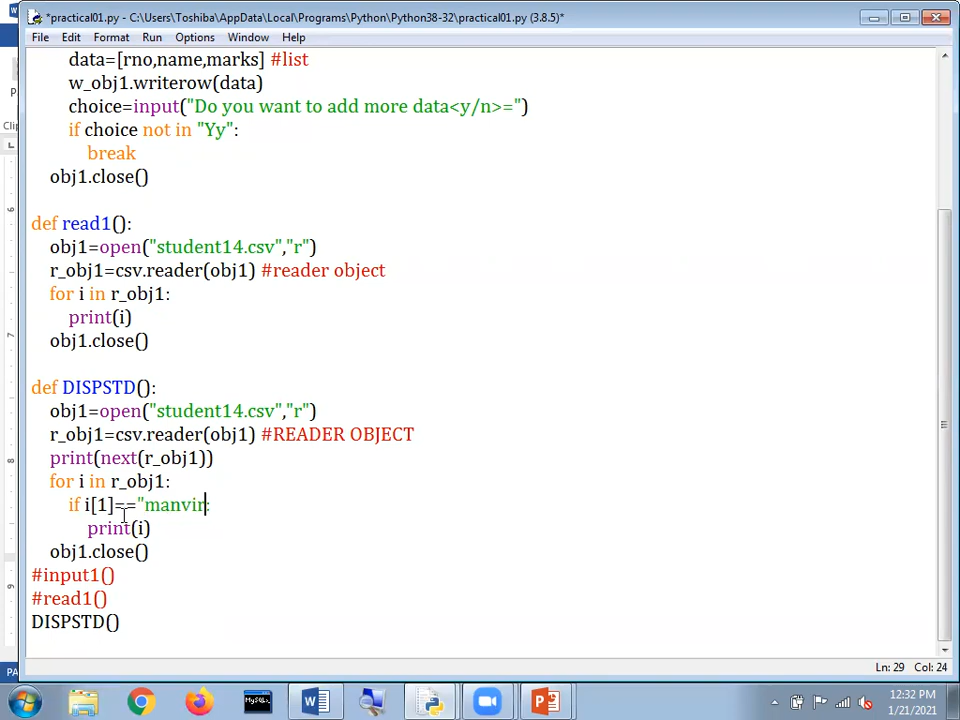 *practical01.py - C:\Users\Toshiba\AppData\Local\Programs\Python\Python38-32\practical01.py (3.8.5)*
File Edit Format Run Options Window Help
data=[rno,name,marks] #list
w_obj1.writerow(data)
choice=input("Do you want to add more data<y/n>=")
if choice not in "Yy":
break
obj1.close()
def read1():
obj1=open("student14.csv","r")
r_obj1=csv.reader(obj1) #reader object
for i in r_obj1:
print(i)
obj1.close()
def DISPSTD():
obj1=open("student14.csv","r")
r_obj1=csv.reader(obj1) #READER OBJECT
print(next(r_obj1))
for i in r_obj1:
if i[1]=="manvir:
print(i)
obj1.close()
#input1()
#read1()
DISPSTD()
Ln: 29 Col: 24
12:32 PM
1/21/2021